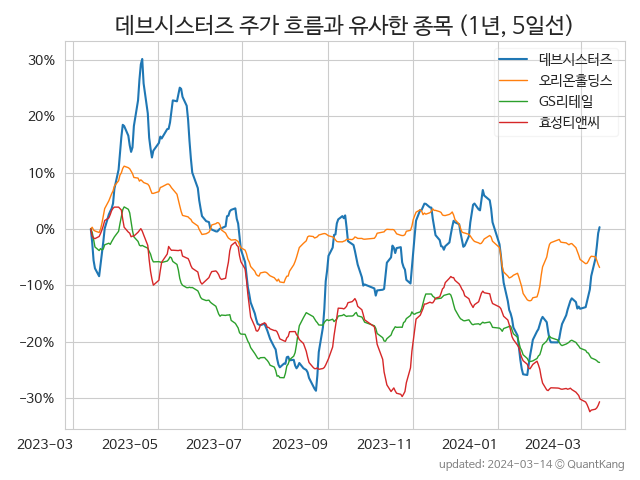 데브시스터즈 주가 흐름과 유사한 종목 (1년, 5일선)
데브시스터즈
오리온홀딩스
GS리테일
효성티앤씨
30%
20%
10%
0%
−10%
−20%
−30%
2023-03
2023-05
2023-07
2023-09
2023-11
2024-01
2024-03
updated: 2024-03-14 © QuantKang